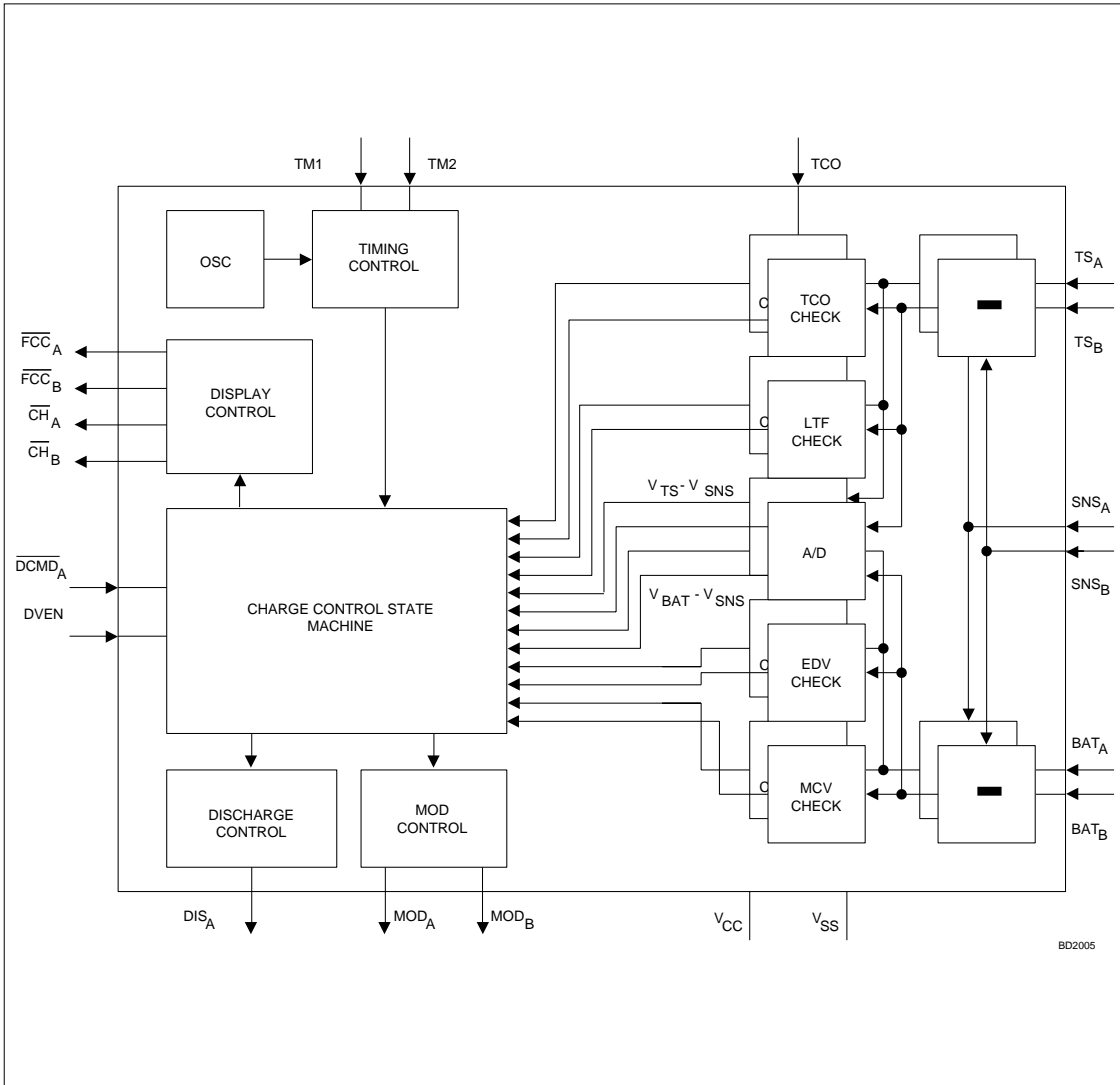 TM1
TM2
TCO
OSC
TIMING
CONTROL
TCO
CHECK
TS_A
TS_B
FCC_A
FCC_B
CH_A
CH_B
DISPLAY
CONTROL
LTF
CHECK
V_TS - V_SNS
A/D
SNS_A
SNS_B
DCMD_A
DVEN
CHARGE CONTROL STATE
MACHINE
V_BAT - V_SNS
EDV
CHECK
MCV
CHECK
BAT_A
BAT_B
DISCHARGE
CONTROL
MOD
CONTROL
DIS_A
MOD_A
MOD_B
V_CC
V_SS
BD2005